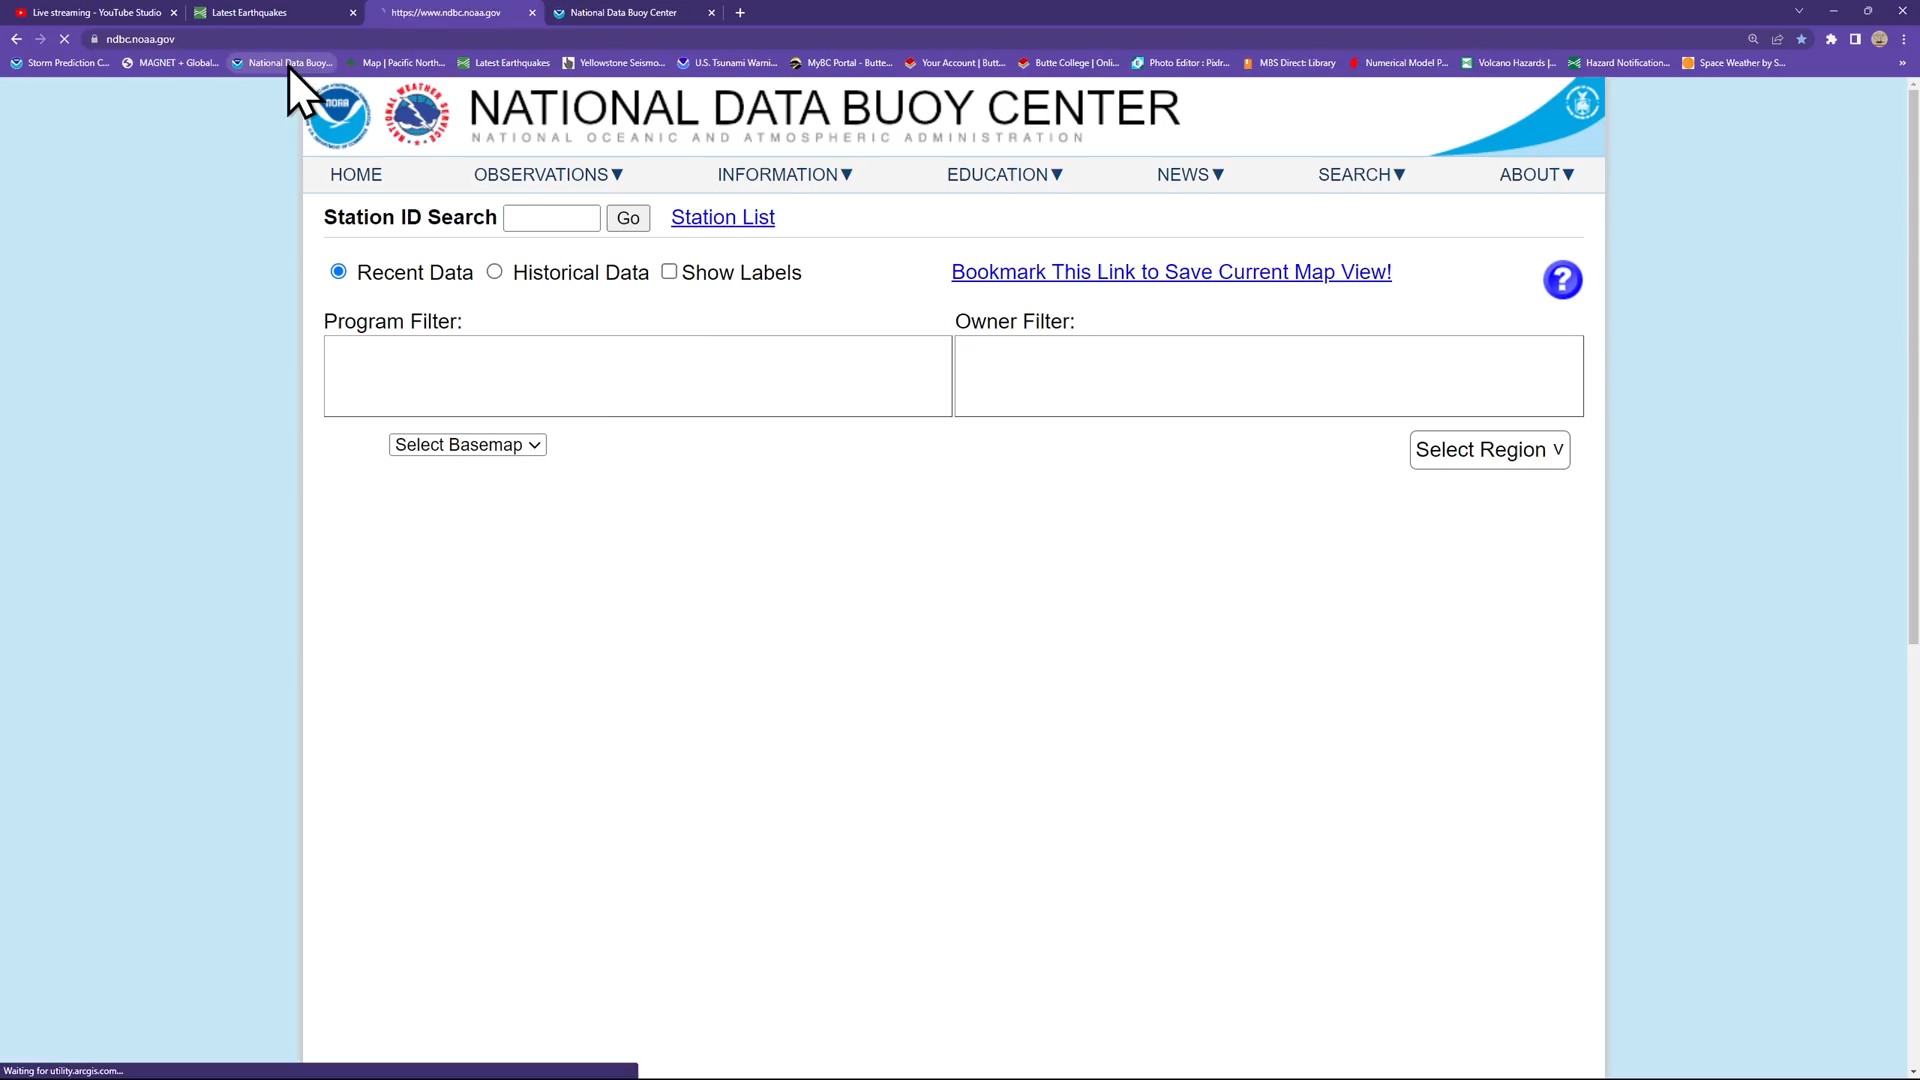 Live streaming - YouTube Studio
Latest Earthquakes
https://www.ndbc.noaa.gov
National Data Buoy Center
ndbc.noaa.gov
Storm Prediction C...
MAGNET + Global...
National Data Buoy...
Map | Pacific North...
Latest Earthquakes
Yellowstone Seismo...
U.S. Tsunami Warni...
MyBC Portal - Butte...
Your Account | Butt...
Butte College | Onli...
Photo Editor : Pixlr...
MBS Direct: Library
Numerical Model P...
Volcano Hazards |...
Hazard Notification...
Space Weather by S...
NOAA
NATIONAL DATA BUOY CENTER
NATIONAL OCEANIC AND ATMOSPHERIC ADMINISTRATION
HOME
OBSERVATIONS▼
INFORMATION▼
EDUCATION▼
NEWS▼
SEARCH▼
ABOUT▼
Station ID Search
Go
Station List
Recent Data
Historical Data
Show Labels
Bookmark This Link to Save Current Map View!
?
Program Filter:
Owner Filter:
Select Basemap
Select Region v
Waiting for utility.arcgis.com...